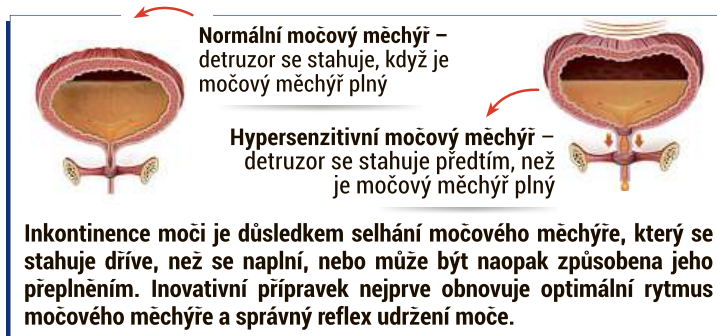 Normální močový měchýř –
detruzor se stahuje, když je
močový měchýř plný
Hypersenzitivní močový měchýř –
detruzor se stahuje předtím, než
je močový měchýř plný
Inkontinence moči je důsledkem selhání močového měchýře, který se
stahuje dříve, než se naplní, nebo může být naopak způsobena jeho
přeplněním. Inovativní přípravek nejprve obnovuje optimální rytmus
močového měchýře a správný reflex udržení moče.